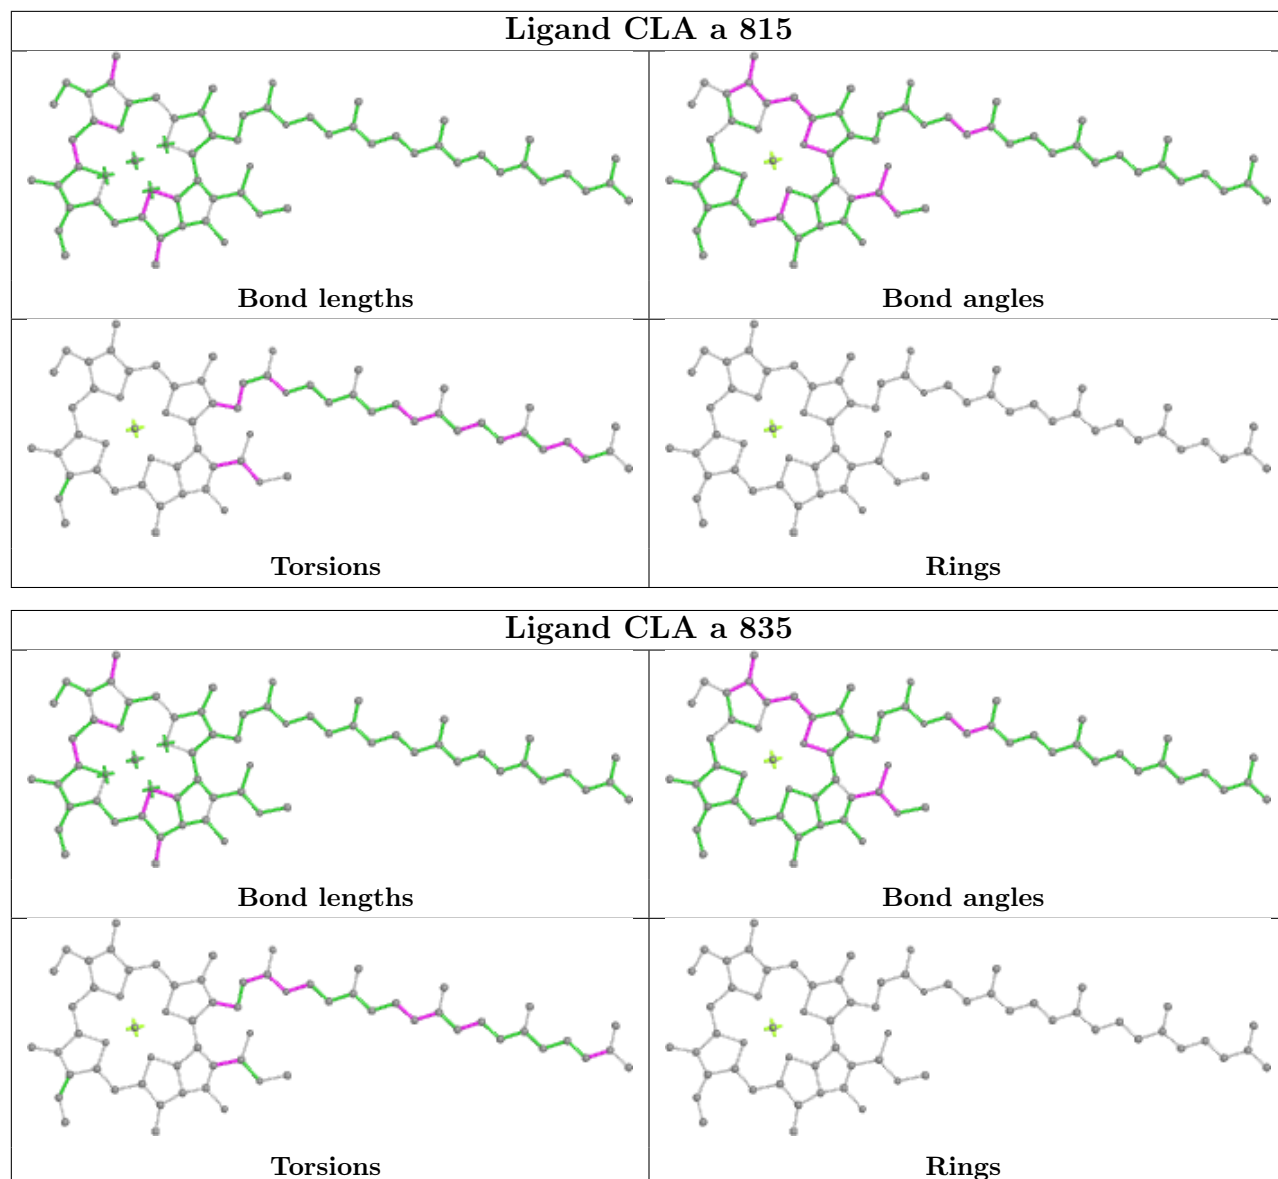 Ligand CLA a 815
Bond lengths
Bond angles
Torsions
Rings
Ligand CLA a 835
Bond lengths
Bond angles
Torsions
Rings